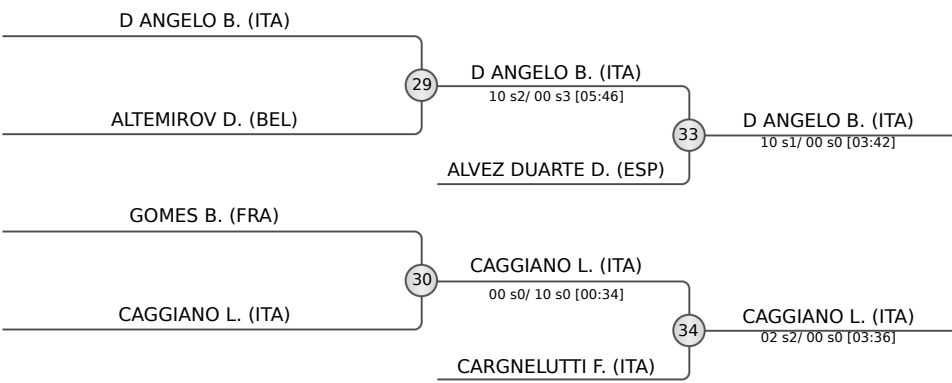 D ANGELO B. (ITA)
29
D ANGELO B. (ITA)
10 s2/ 00 s3 [05:46]
ALTEMIROV D. (BEL)
33
D ANGELO B. (ITA)
10 s1/ 00 s0 [03:42]
ALVEZ DUARTE D. (ESP)
GOMES B. (FRA)
30
CAGGIANO L. (ITA)
00 s0/ 10 s0 [00:34]
CAGGIANO L. (ITA)
34
CAGGIANO L. (ITA)
02 s2/ 00 s0 [03:36]
CARGNELUTTI F. (ITA)